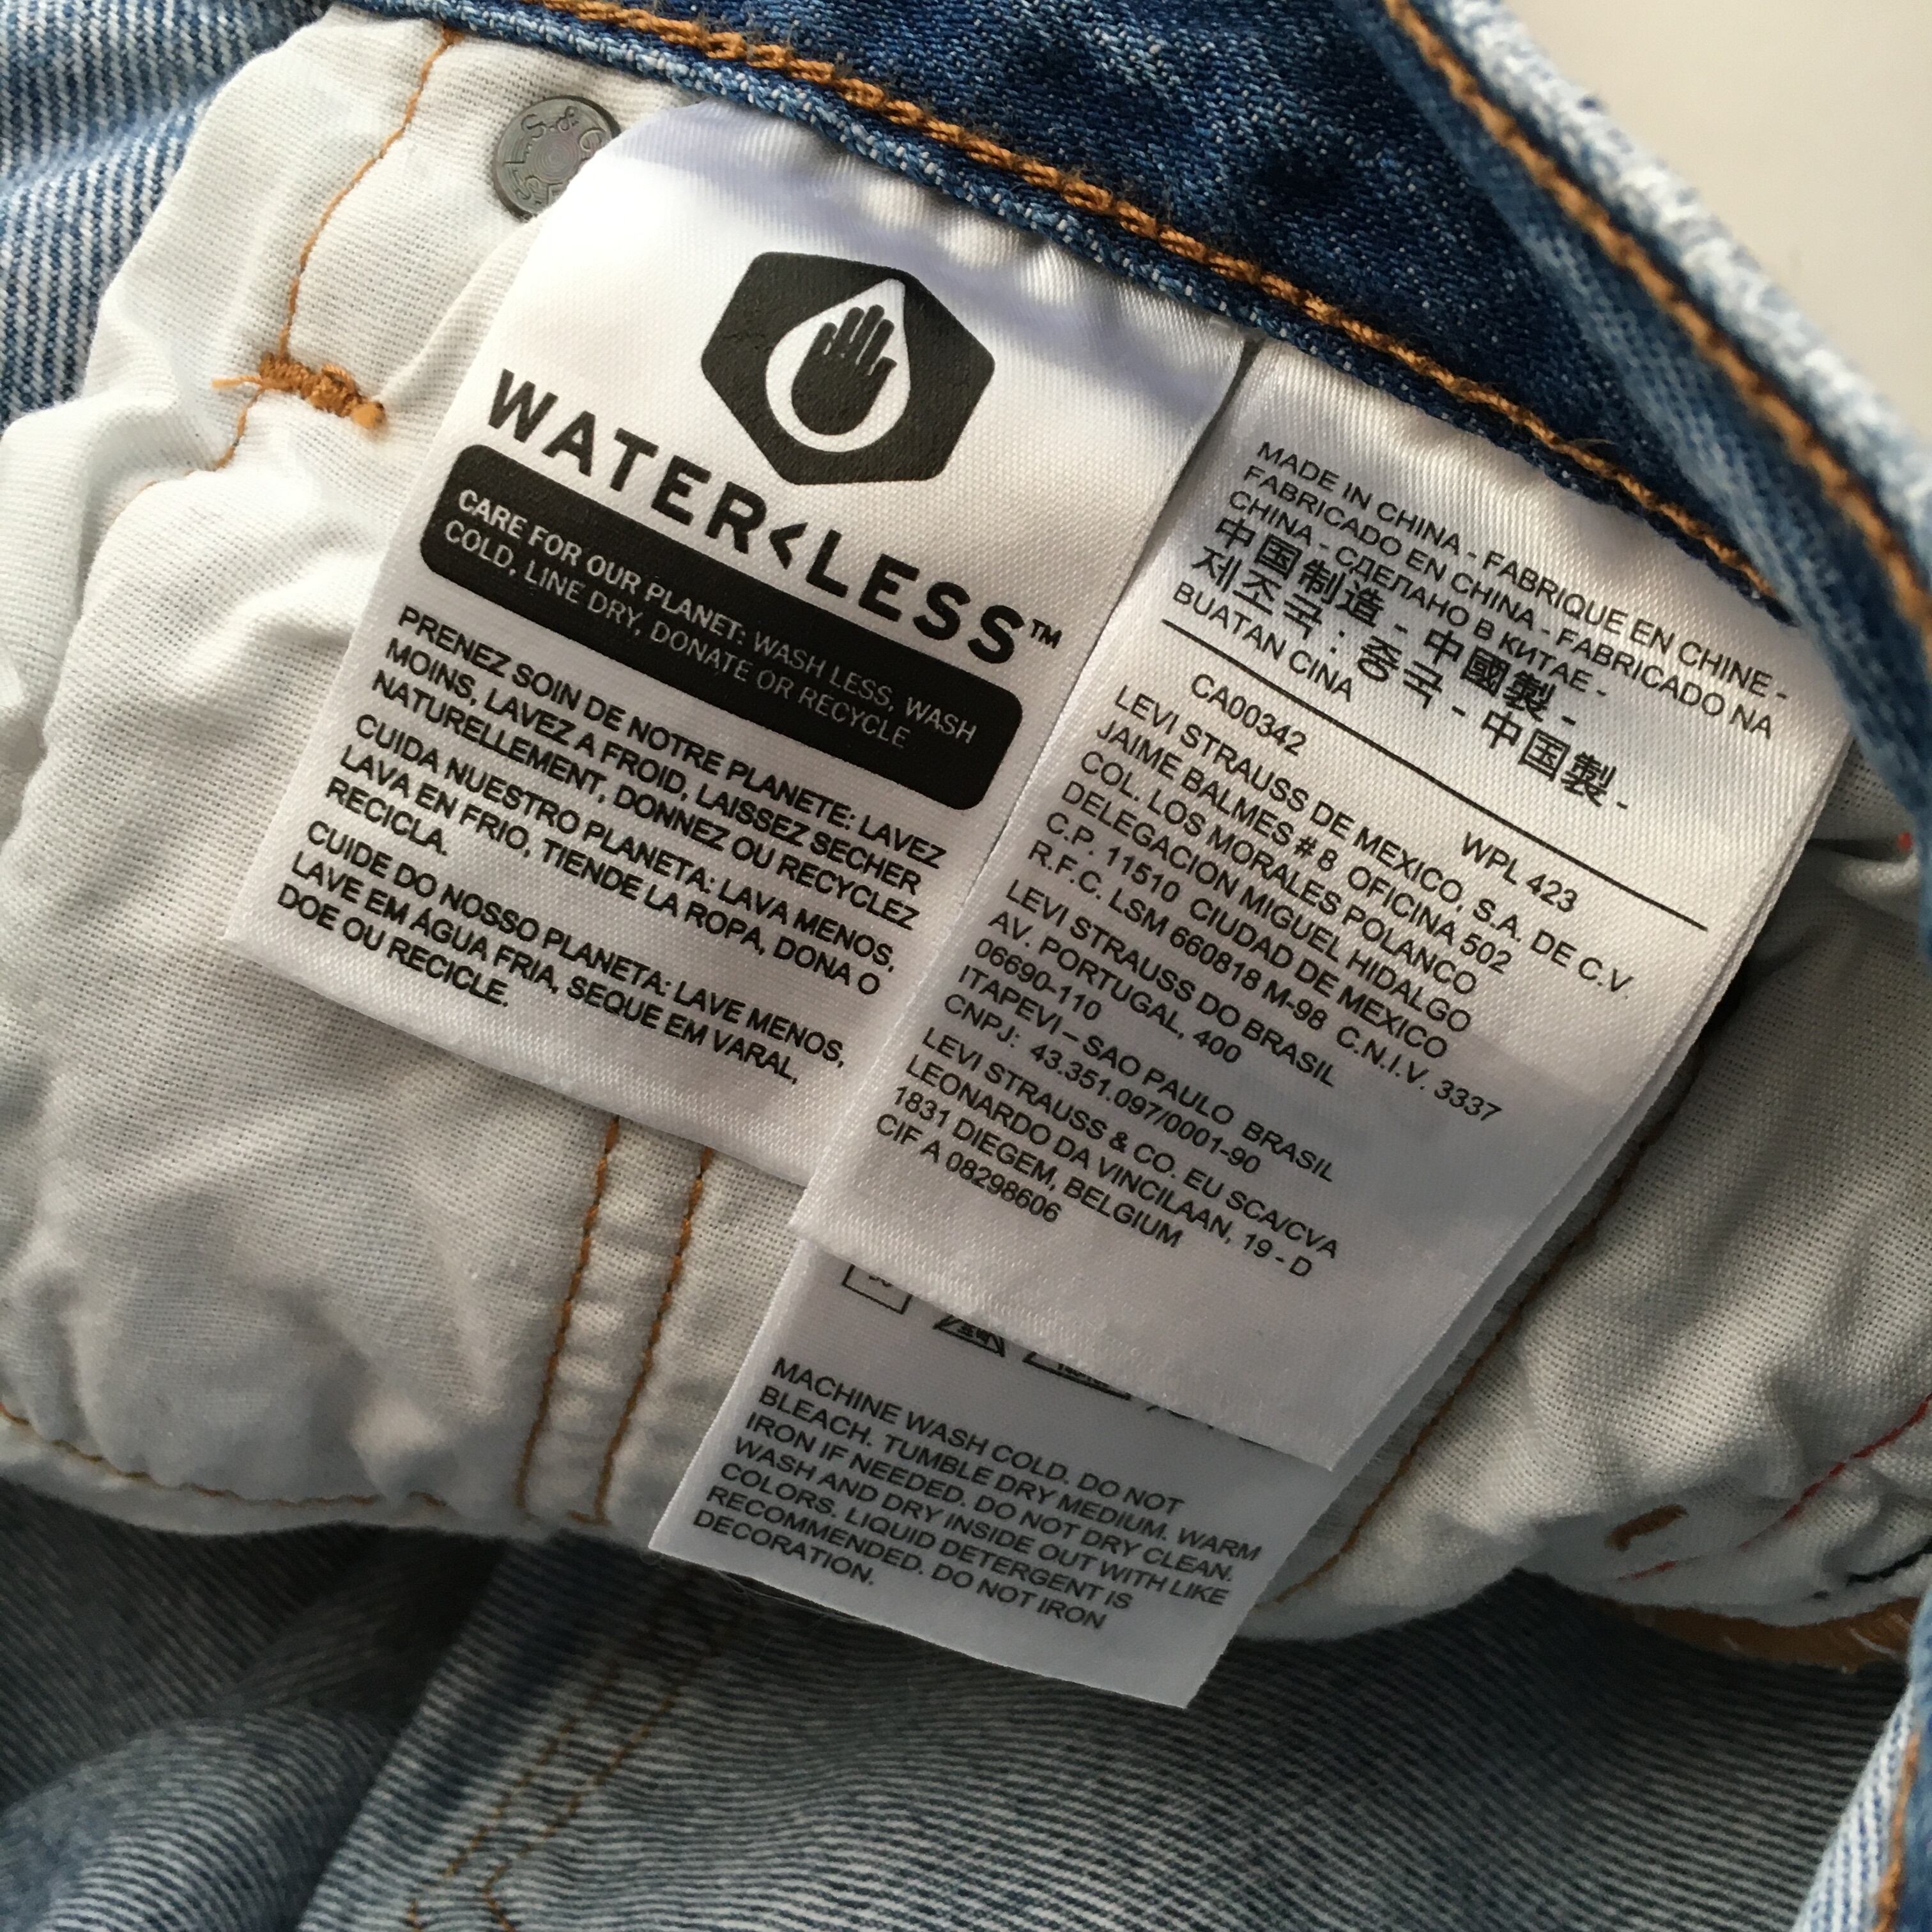 WATER<LESS™
CARE FOR OUR PLANET: WASH LESS, WASH
COLD, LINE DRY, DONATE OR RECYCLE
PRENEZ SOIN DE NOTRE PLANETE: LAVEZ
MOINS, LAVEZ A FROID, LAISSEZ SECHER
NATURELLEMENT, DONNEZ OU RECYCLEZ
CUIDA NUESTRO PLANETA: LAVA MENOS,
LAVA EN FRIO, TIENDE LA ROPA, DONA O
RECICLA.
CUIDE DO NOSSO PLANETA: LAVE MENOS,
LAVE EM ÁGUA FRIA, SEQUE EM VARAL,
DOE OU RECICLE.
MADE IN CHINA - FABRIQUE EN CHINE -
FABRICADO EN CHINA - FABRICADO NA
CHINA - СДЕЛАНО В КИТАЕ -
中国制造 - 中國製 -
제조국 : 중국 - 中国製 -
BUATAN CINA
CA00342 WPL 423
LEVI STRAUSS DE MEXICO, S.A. DE C.V.
JAIME BALMES # 8 OFICINA 502
COL. LOS MORALES POLANCO
DELEGACION MIGUEL HIDALGO
C.P. 11510 CIUDAD DE MEXICO
R.F.C. LSM 660818 M-98 C.N.I.V. 3337
LEVI STRAUSS DO BRASIL
AV. PORTUGAL, 400
06690-110
ITAPEVI – SAO PAULO BRASIL
CNPJ: 43.351.097/0001-90
LEVI STRAUSS & CO. EU SCA/CVA
LEONARDO DA VINCILAAN, 19 - D
1831 DIEGEM, BELGIUM
CIF A 08298606
MACHINE WASH COLD. DO NOT
BLEACH. TUMBLE DRY MEDIUM. WARM
IRON IF NEEDED. DO NOT DRY CLEAN.
WASH AND DRY INSIDE OUT WITH LIKE
COLORS. LIQUID DETERGENT IS
RECOMMENDED. DO NOT IRON
DECORATION.